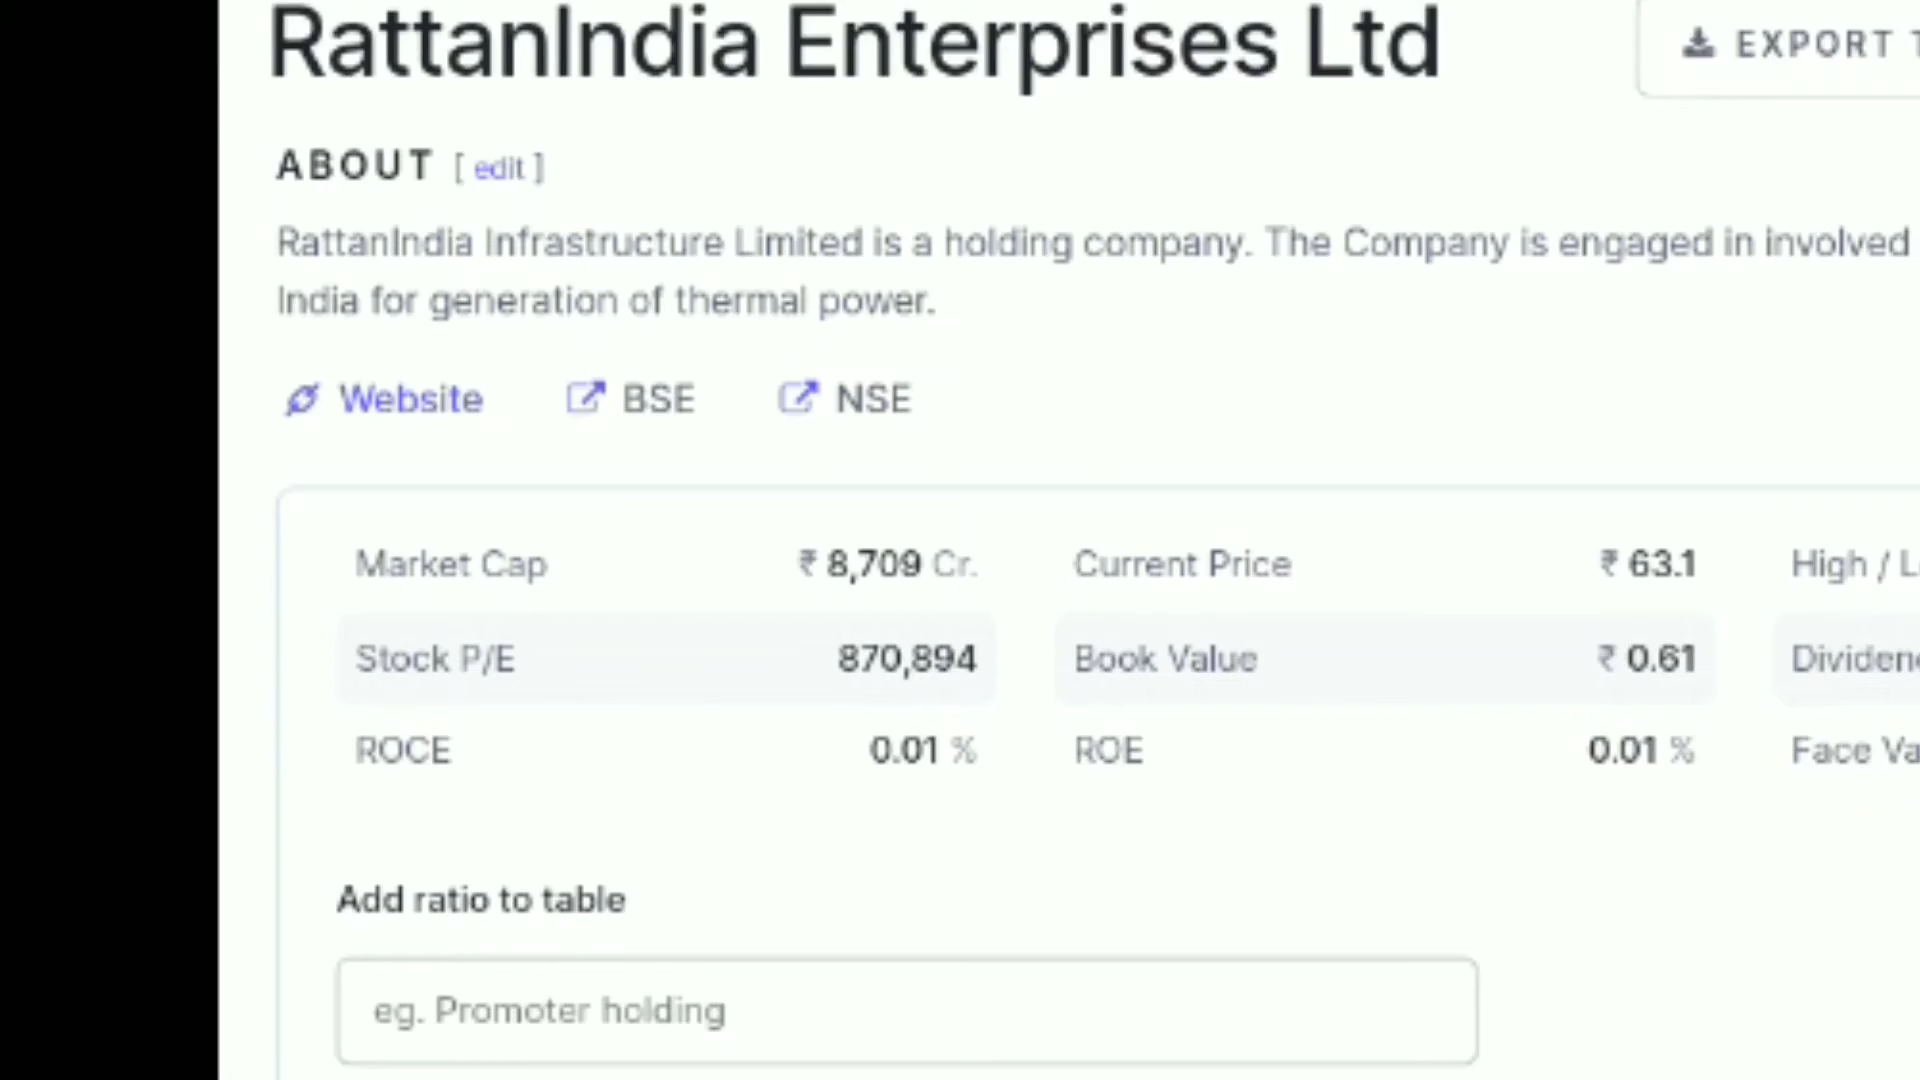 RattanIndia Enterprises Ltd
EXPORT
ABOUT [ edit ]
RattanIndia Infrastructure Limited is a holding company. The Company is engaged in involved
India for generation of thermal power.
Website BSE NSE
Market Cap ₹ 8,709 Cr. Current Price ₹ 63.1 High /
Stock P/E 870,894 Book Value ₹ 0.61
ROCE 0.01 % ROE 0.01 % Face
Add ratio to table
eg. Promoter holding